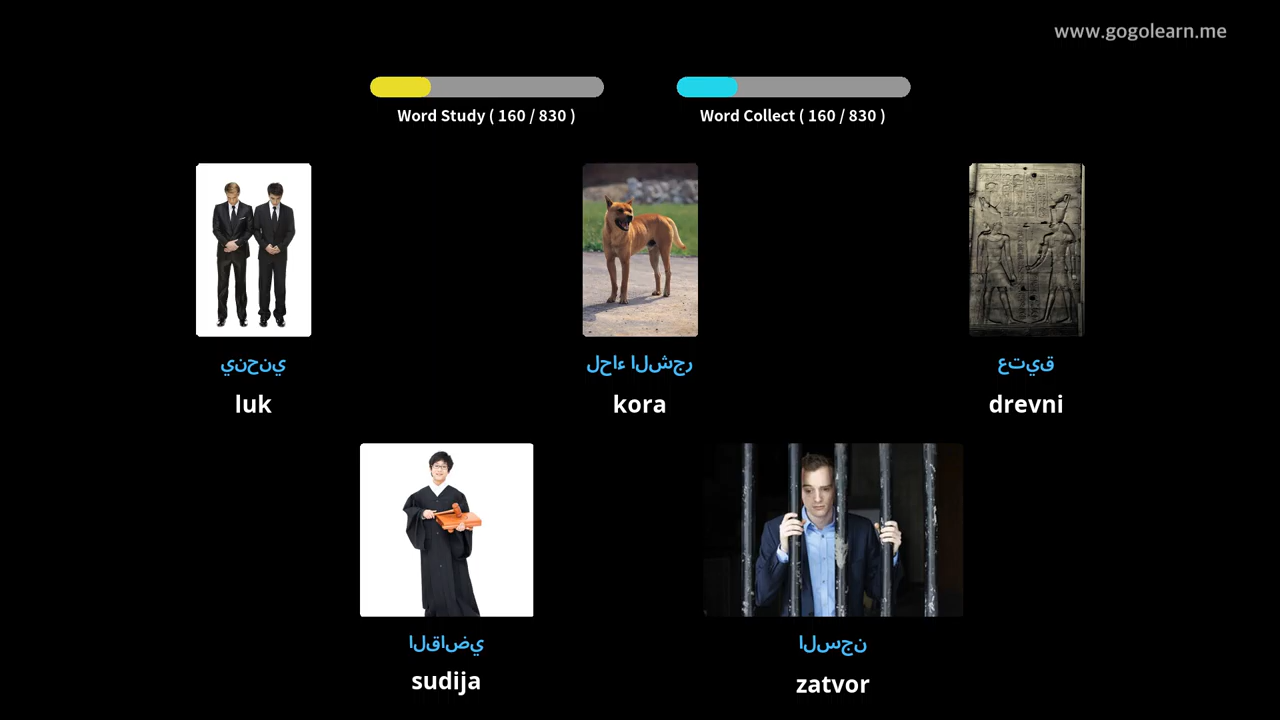 www.gogolearn.me
Word Study ( 160 / 830 )
Word Collect ( 160 / 830 )
ينحني
لحاء الشجر
عتيق
luk
kora
drevni
القاضي
السجن
sudija
zatvor